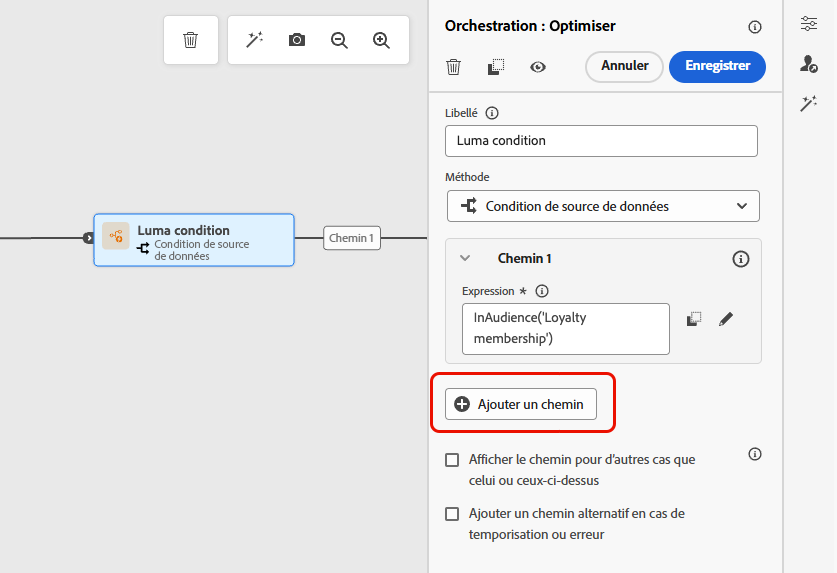 Orchestration : Optimiser
Annuler
Enregistrer
Libellé
Luma condition
Méthode
Condition de source de données
Luma condition
Condition de source
de données
Chemin 1
Chemin 1
Expression *
InAudience('Loyalty
membership')
Ajouter un chemin
Afficher le chemin pour d'autres cas que
celui ou ceux-ci-dessus
Ajouter un chemin alternatif en cas de
temporisation ou erreur